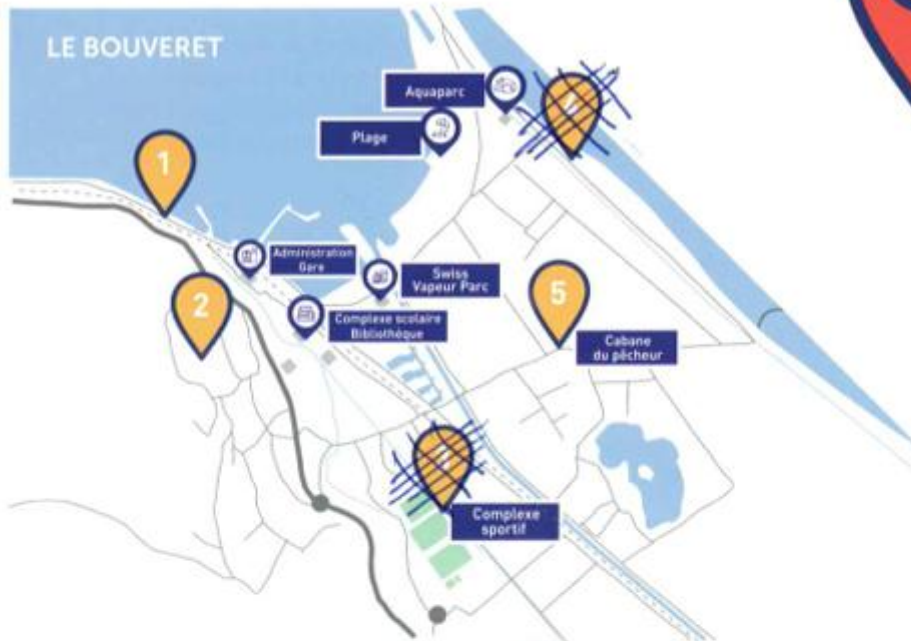 LE BOUVERET
Aquaparc
Plage
1
Administration
Gare
Swiss
Vapeur Parc
2
5
Complexe scolaire
Bibliothèque
Cabane
du pêcheur
Complexe
sportif